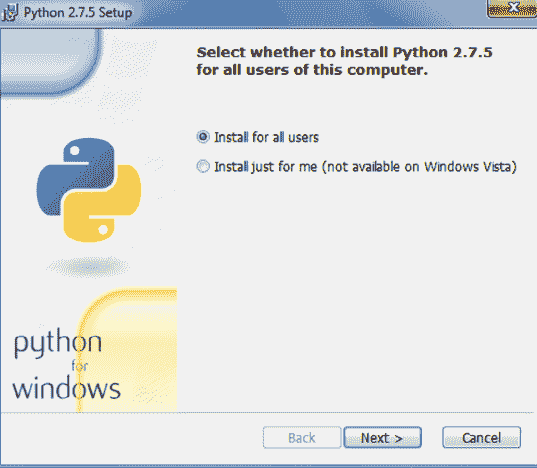 Python 2.7.5 Setup
Select whether to install Python 2.7.5
for all users of this computer.
Install for all users
Install just for me (not available on Windows Vista)
python
for
windows
Back
Next >
Cancel